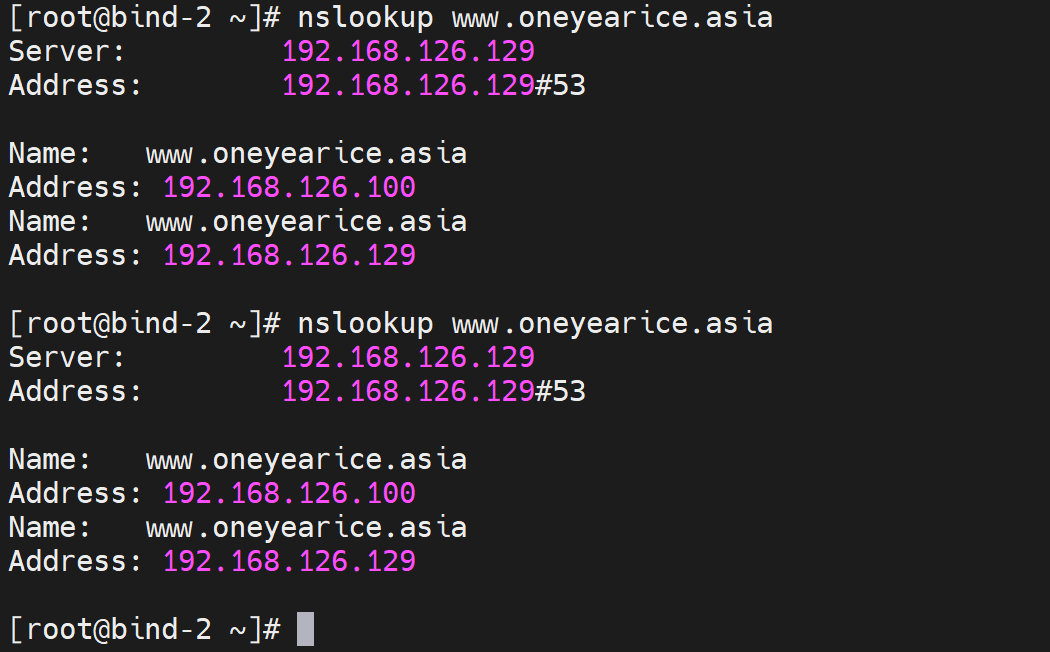 [root@bind-2 ~]# nslookup www.oneyearice.asia
Server:         192.168.126.129
Address:        192.168.126.129#53

Name:   www.oneyearice.asia
Address: 192.168.126.100
Name:   www.oneyearice.asia
Address: 192.168.126.129

[root@bind-2 ~]# nslookup www.oneyearice.asia
Server:         192.168.126.129
Address:        192.168.126.129#53

Name:   www.oneyearice.asia
Address: 192.168.126.100
Name:   www.oneyearice.asia
Address: 192.168.126.129

[root@bind-2 ~]#